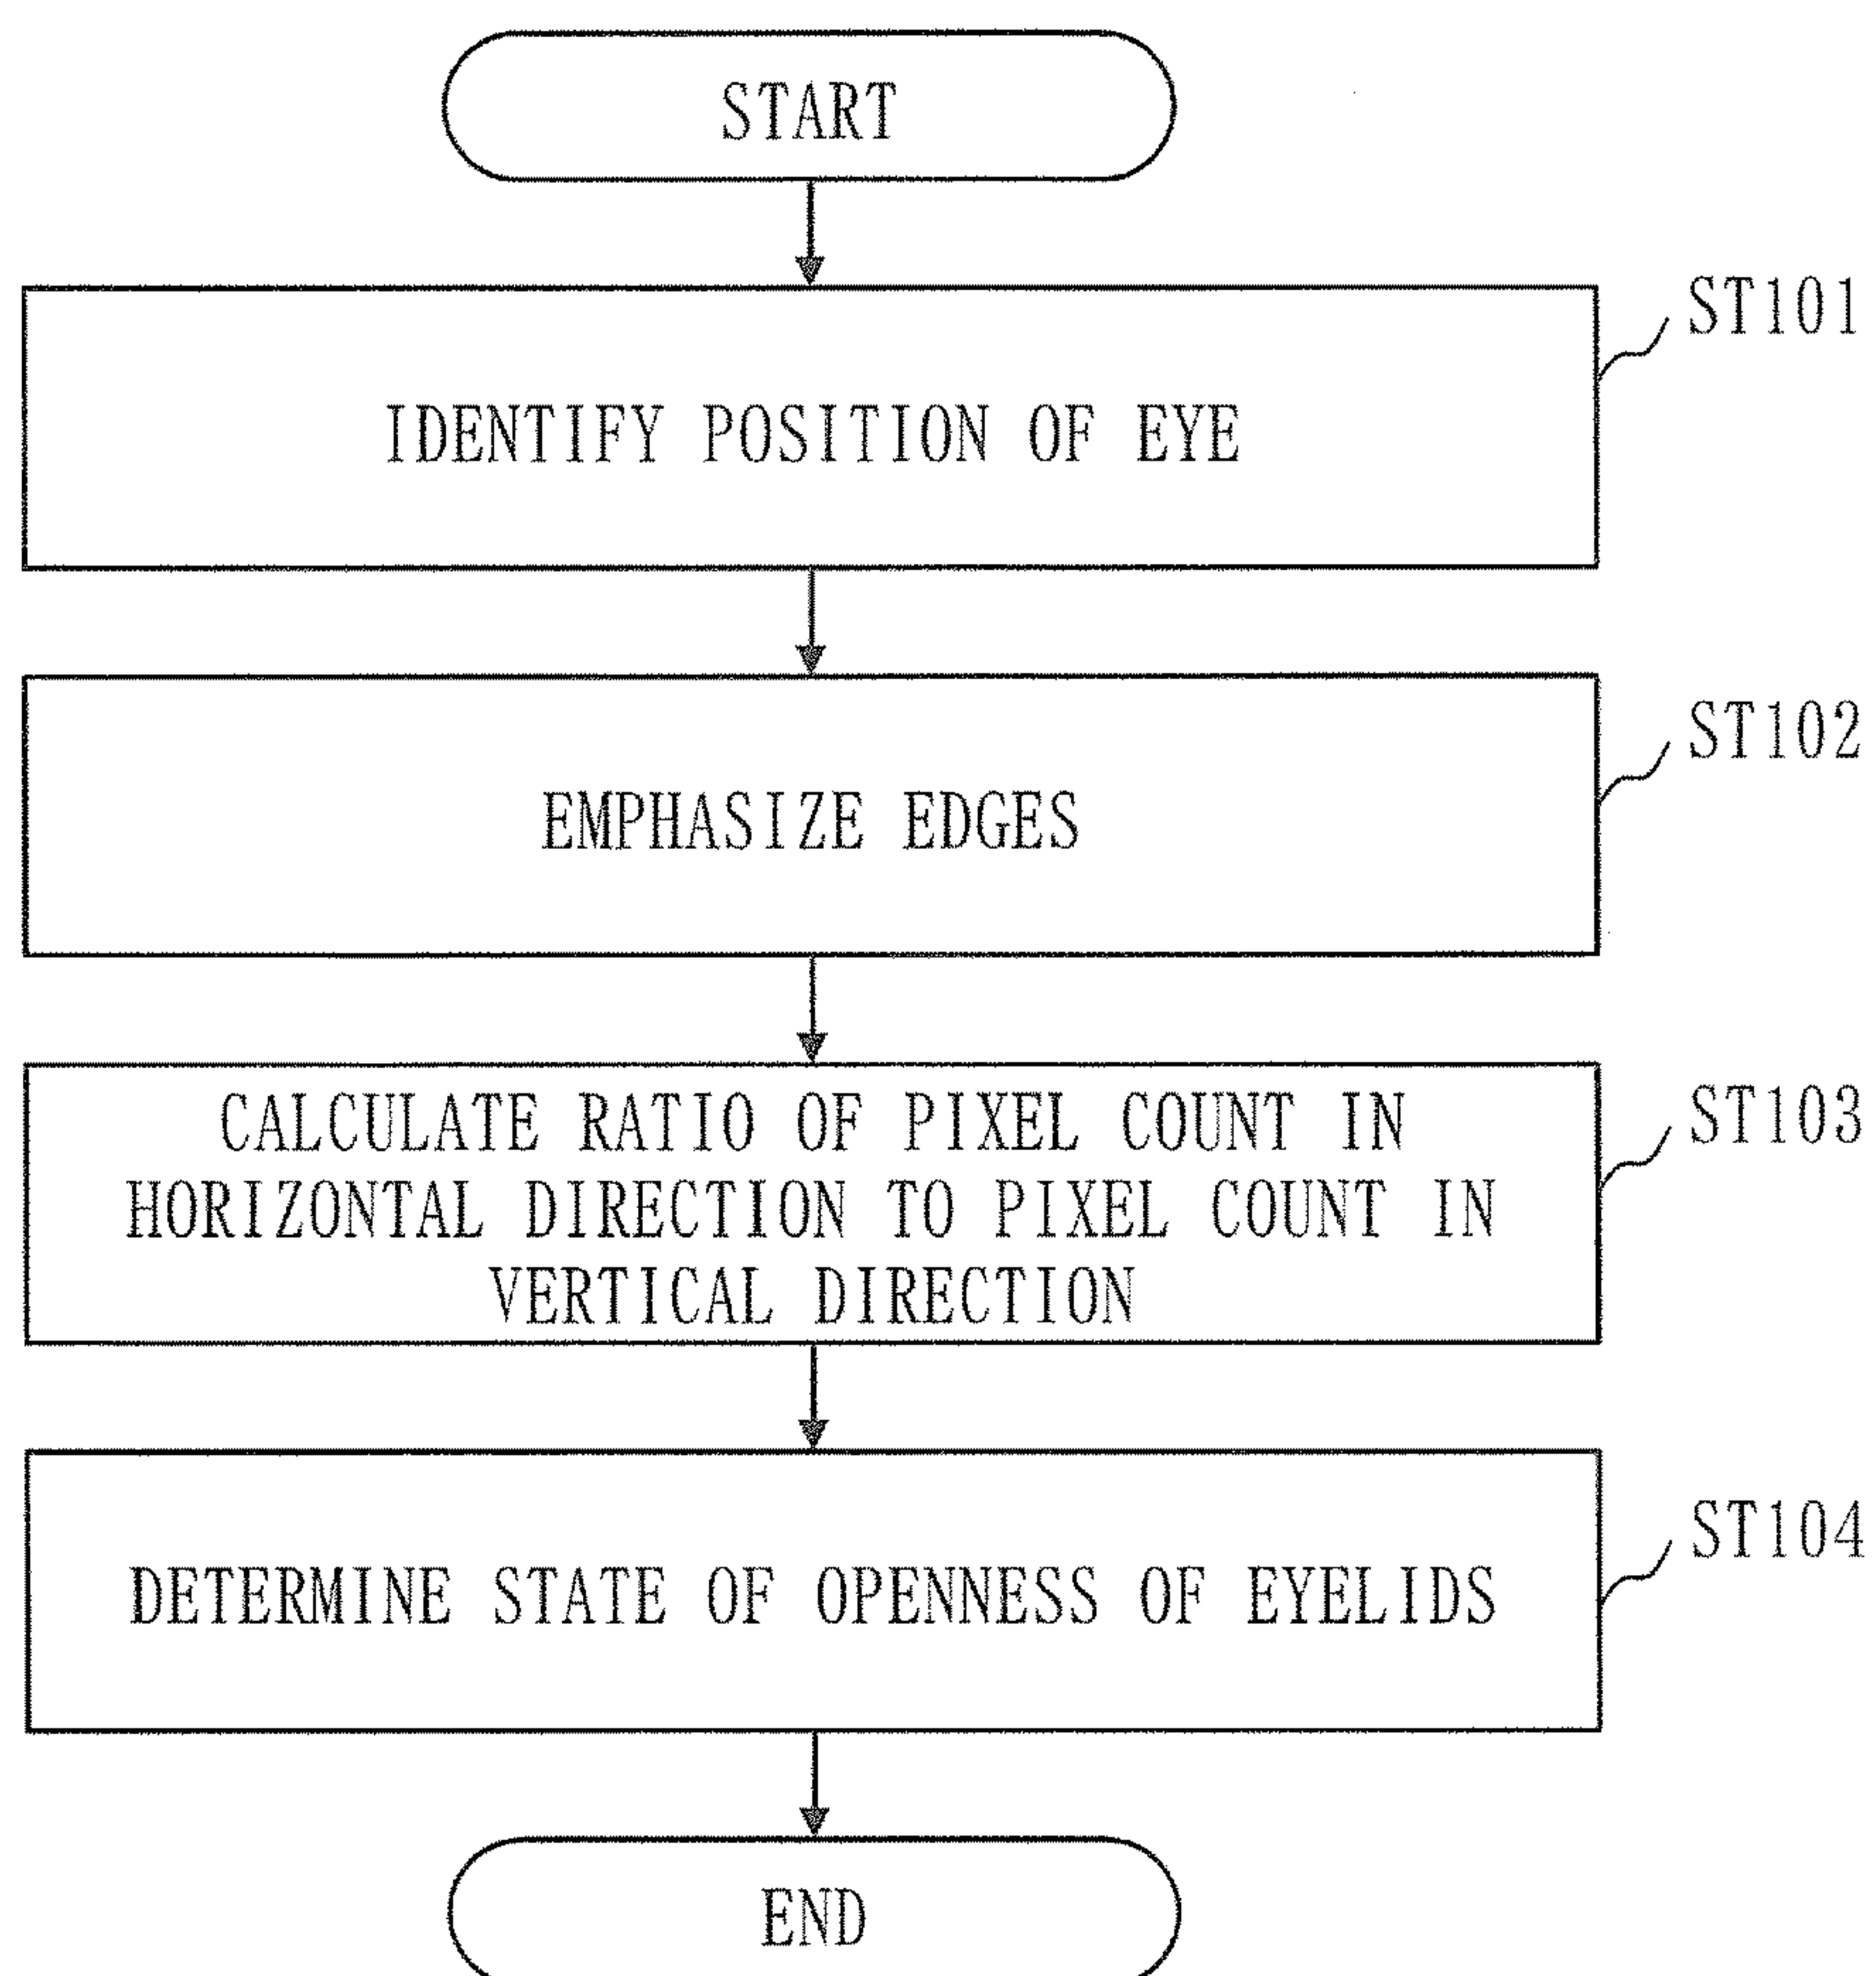 START
ST101
IDENTIFY POSITION OF EYE
ST102
EMPHASIZE EDGES
ST103
CALCULATE RATIO OF PIXEL COUNT IN
HORIZONTAL DIRECTION TO PIXEL COUNT IN
VERTICAL DIRECTION
ST104
DETERMINE STATE OF OPENNESS OF EYELIDS
END